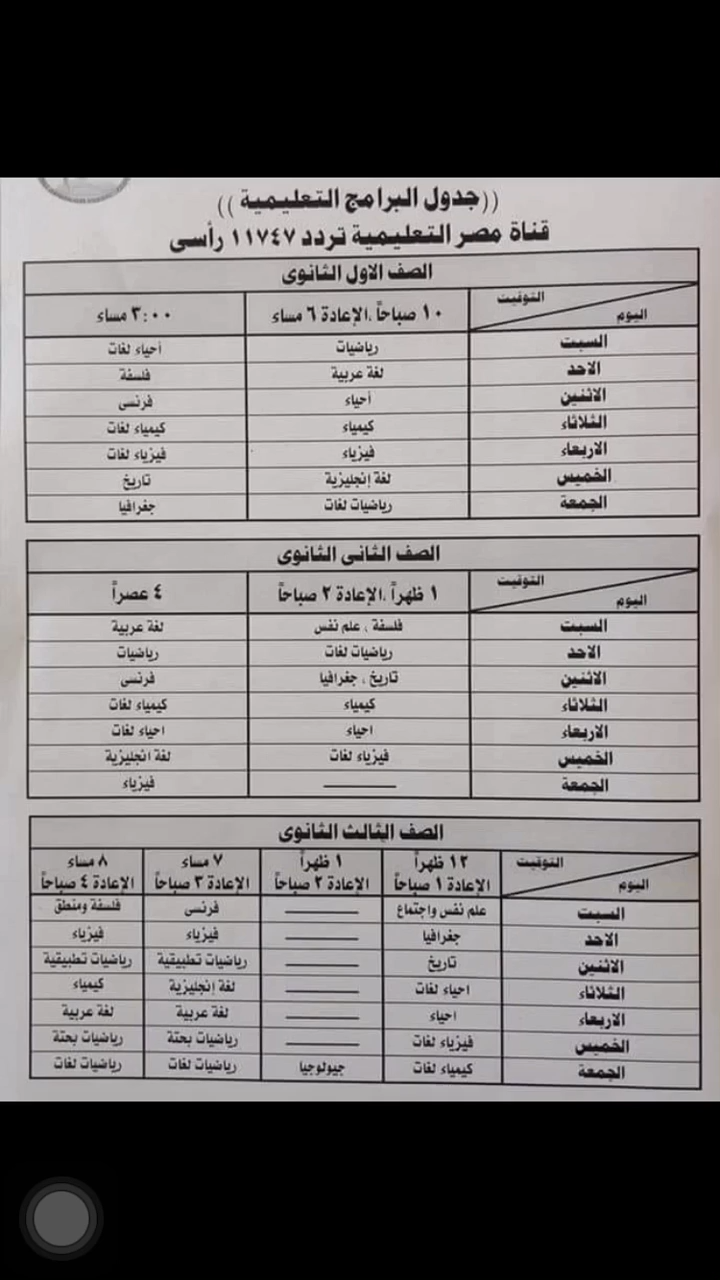 ((جدول البرامج التعليمية))
قناة مصر التعليمية تردد ١١٧٤٧ رأسى
الصف الاول الثانوى
التوقيت اليوم ١٠ صباحاً ،الإعادة ٦ مساء ٣:٠٠ مساء
السبت رياضيات أحياء لغات
الاحد لغة عربية فلسفة
الاثنين أحياء فرنسى
الثلاثاء كيمياء كيمياء لغات
الاربعاء فيزياء فيزياء لغات
الخميس لغة إنجليزية تاريخ
الجمعة رياضيات لغات جغرافيا
الصف الثانى الثانوى
التوقيت اليوم ١ ظهراً ،الإعادة ٢ صباحاً ٤ عصراً
السبت فلسفة ، علم نفس لغة عربية
الاحد رياضيات لغات رياضيات
الاثنين تاريخ ، جغرافيا فرنسى
الثلاثاء كيمياء كيمياء لغات
الاربعاء احياء احياء لغات
الخميس فيزياء لغات لغة انجليزية
الجمعة ـــــــ فيزياء
الصف الثالث الثانوى
التوقيت ١٢ ظهراً ١ ظهراً ٧ مساء ٨ مساء
اليوم الإعادة ١ صباحاً الإعادة ٢ صباحاً الإعادة ٣ صباحاً الإعادة ٤ صباحاً
السبت علم نفس واجتماع ـــــــ فرنسى فلسفة ومنطق
الاحد جغرافيا ـــــــ فيزياء فيزياء
الاثنين تاريخ ـــــــ رياضيات تطبيقية رياضيات تطبيقية
الثلاثاء احياء لغات ـــــــ لغة إنجليزية كيمياء
الاربعاء احياء ـــــــ لغة عربية لغة عربية
الخميس فيزياء لغات ـــــــ رياضيات بحتة رياضيات بحتة
الجمعة كيمياء لغات جيولوجيا رياضيات لغات رياضيات لغات